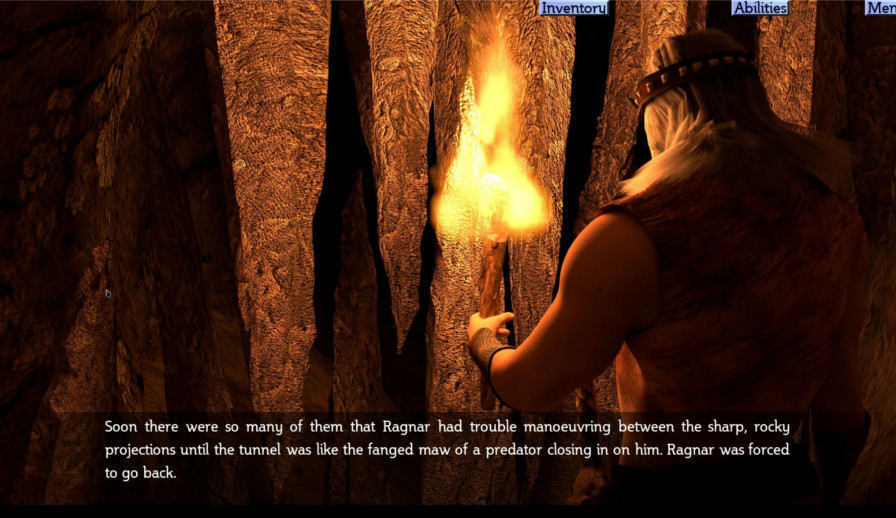 Inventory
Abilities
Men
Soon there were so many of them that Ragnar had trouble manoeuvring between the sharp, rocky
projections until the tunnel was like the fanged maw of a predator closing in on him. Ragnar was forced
to go back.